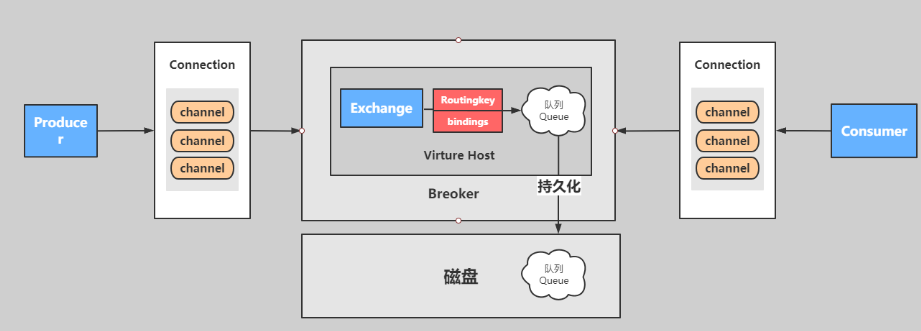 Produce
r
Connection
channel
channel
channel
Exchange
Routingkey
bindings
队列
Queue
Virture Host
持久化
Breoker
磁盘
队列
Queue
Connection
channel
channel
channel
Consumer